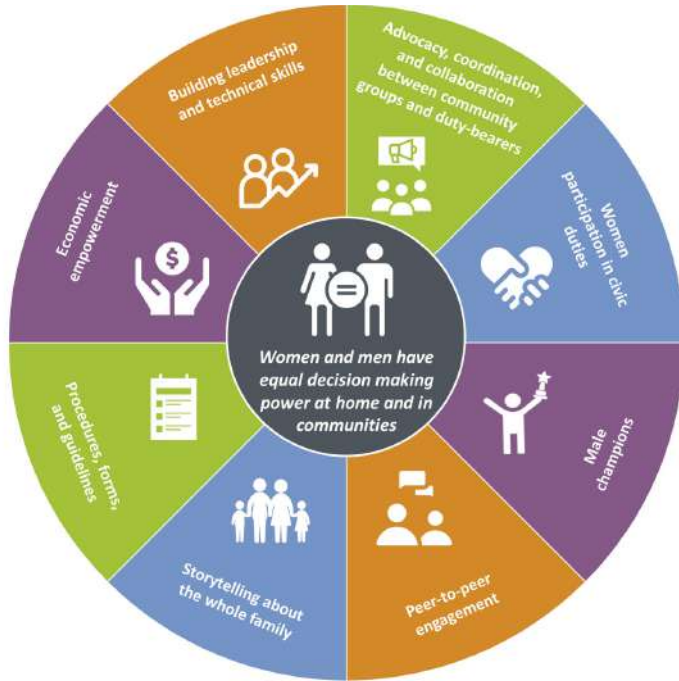 Building leadership
and technical skills
Advocacy, coordination,
and collaboration
between community
groups and duty-bearers
Women
participation in civic
duties
Male
champions
Peer-to-peer
engagement
Storytelling about
the whole family
Procedures, forms,
and guidelines
Economic
empowerment
$
=
Women and men have
equal decision making
power at home and in
communities